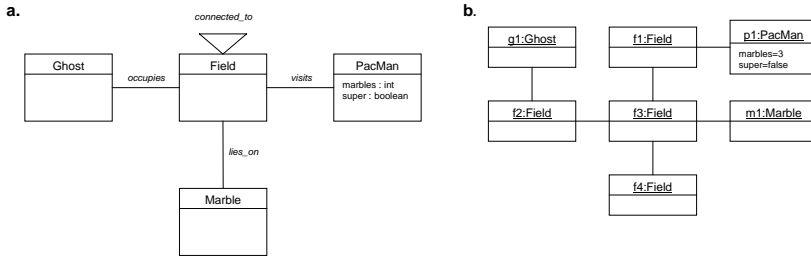 a.
connected_to
Ghost
occupies
Field
visits
PacMan
marbles : int
super : boolean
lies_on
Marble
b.
g1:Ghost
f1:Field
p1:PacMan
marbles=3
super=false
f2:Field
f3:Field
m1:Marble
f4:Field